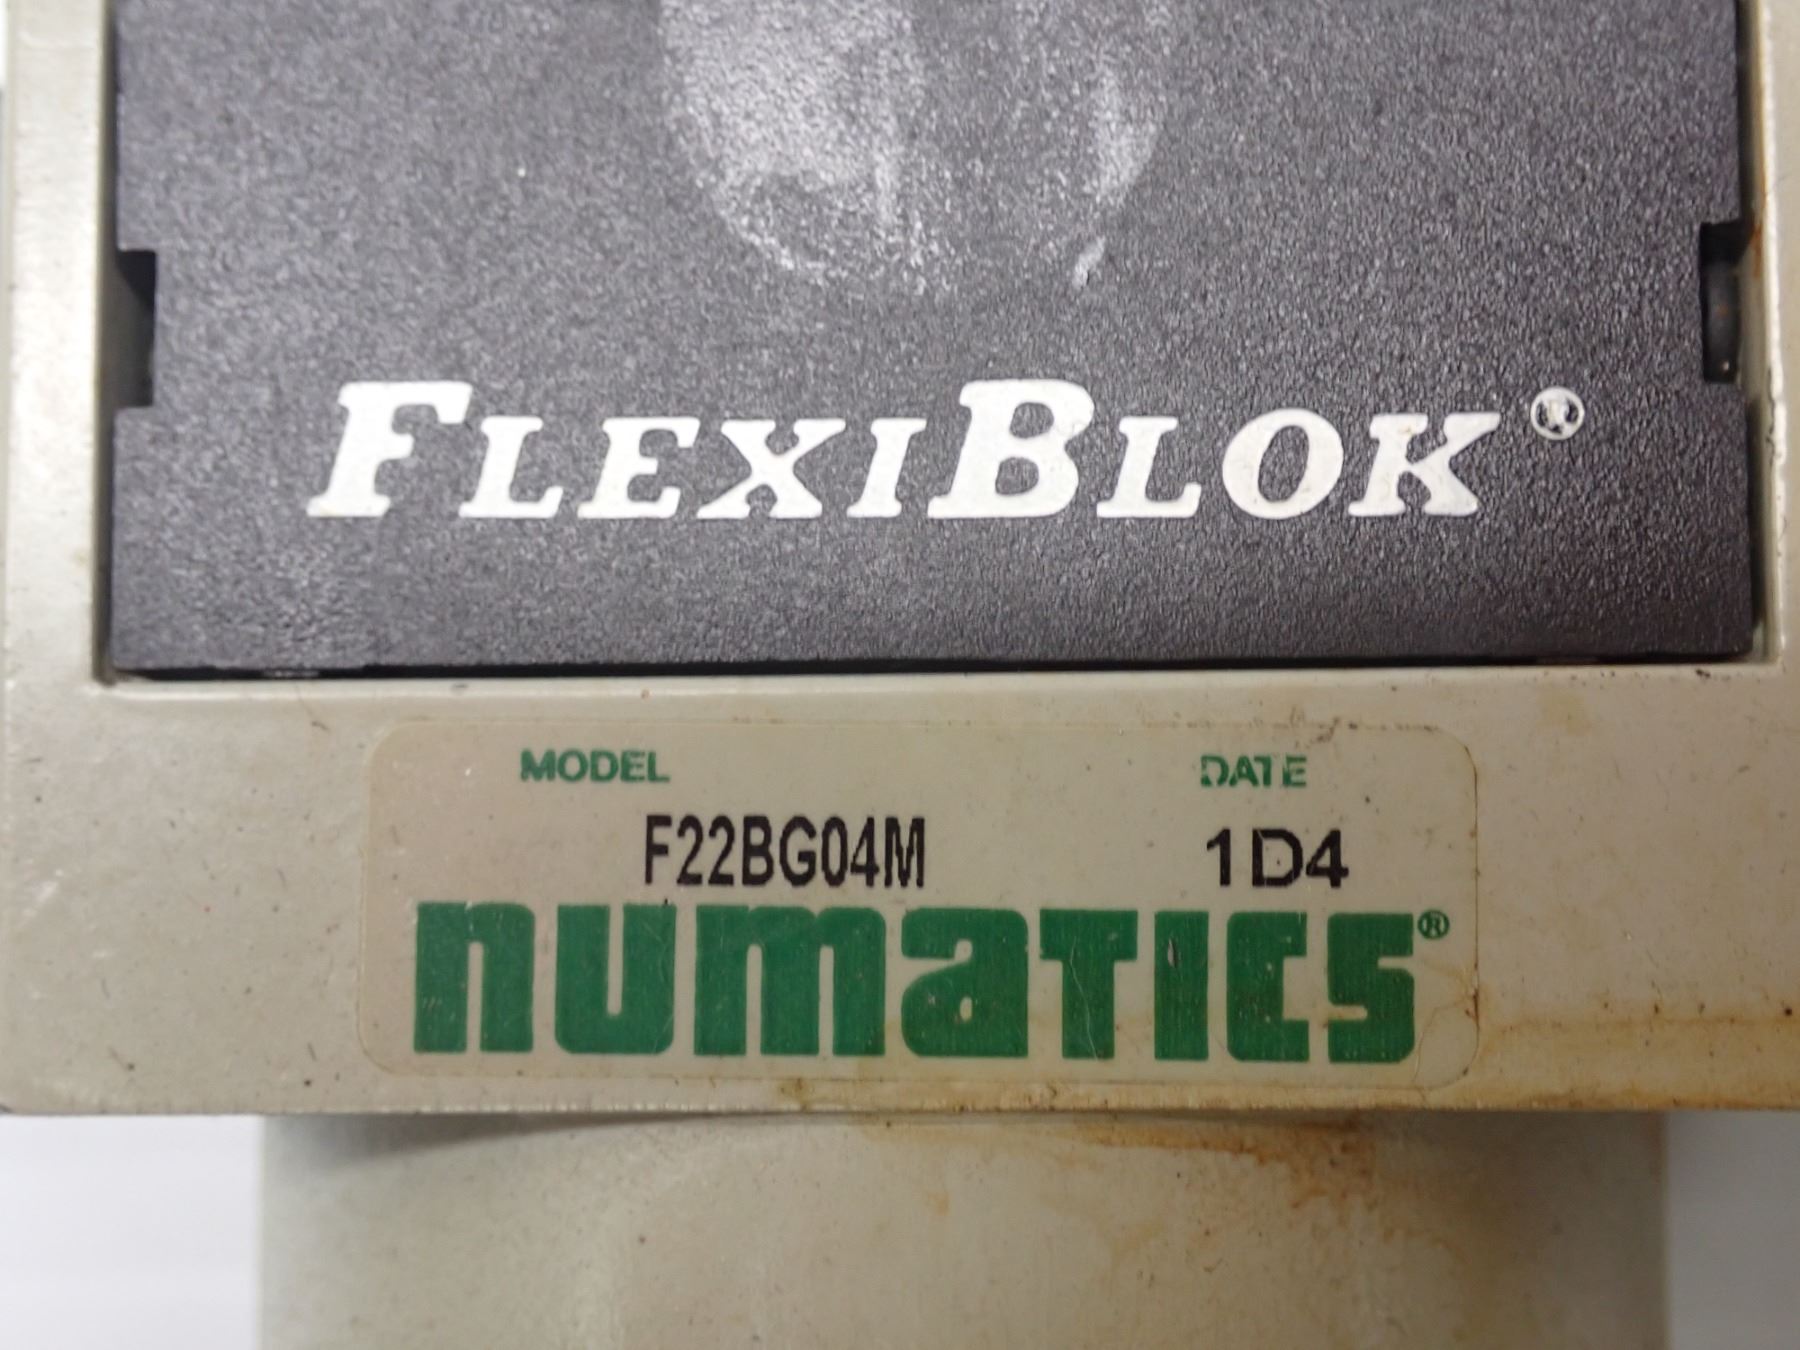 FLEXIBLOK®
MODEL DATE
F22BG04M 1D4
numatics®